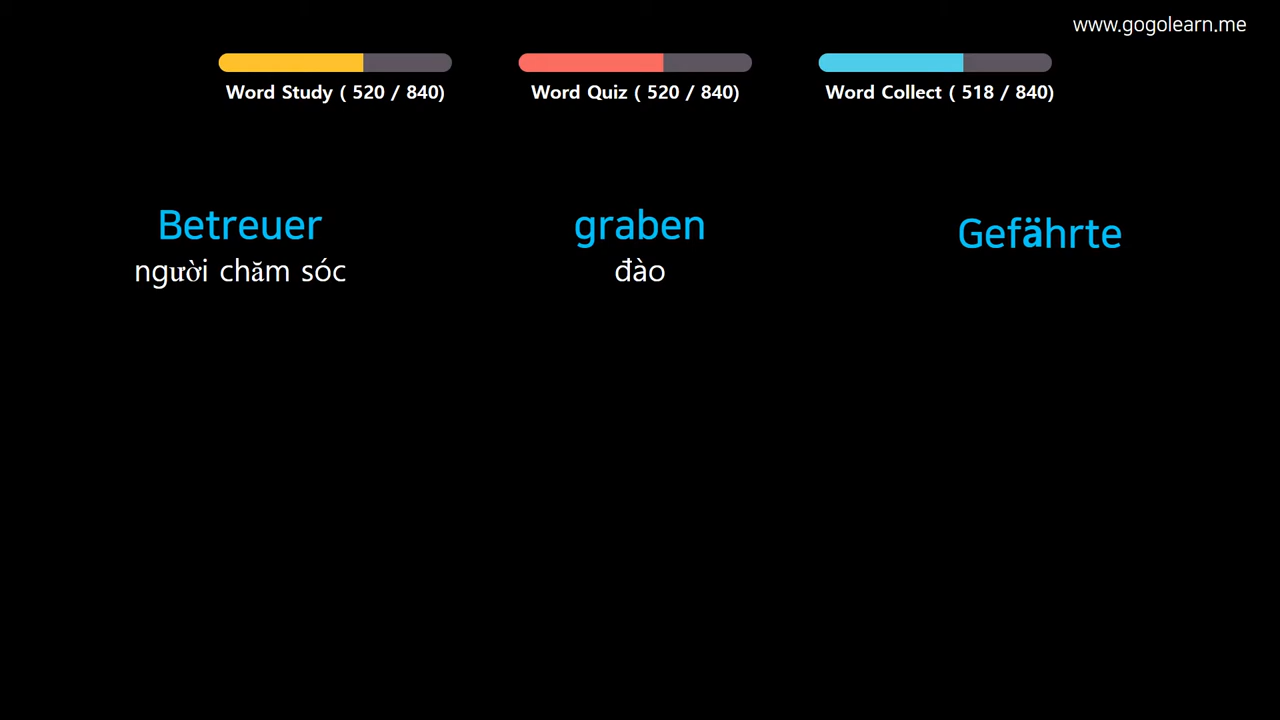 www.gogolearn.me
Word Study ( 520 / 840)
Word Quiz ( 520 / 840)
Word Collect ( 518 / 840)
Betreuer
người chăm sóc
graben
đào
Gefährte